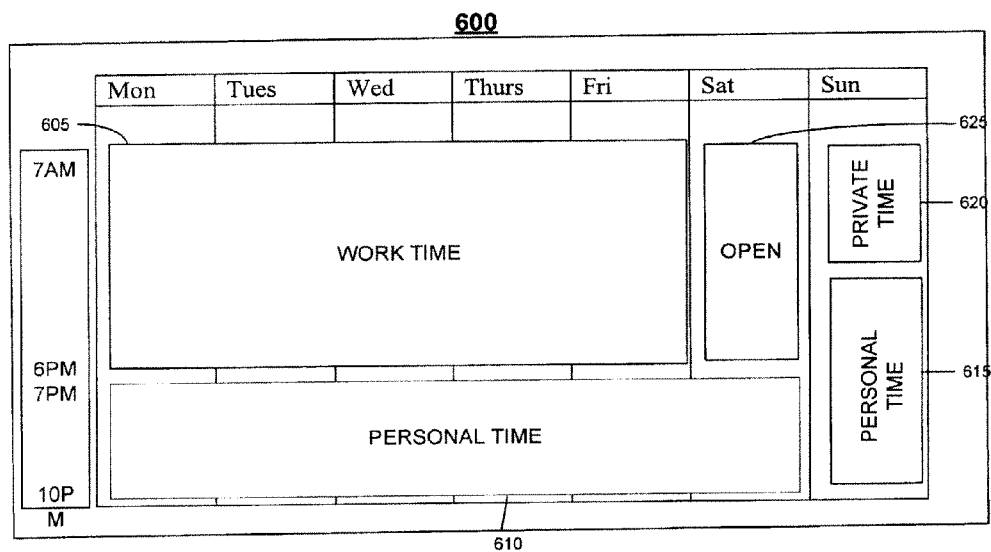 600
Mon Tues Wed Thurs Fri Sat Sun
605
625
7AM
PRIVATE
TIME
620
WORK TIME
OPEN
6PM
7PM
PERSONAL
TIME
615
PERSONAL TIME
10P
M
610